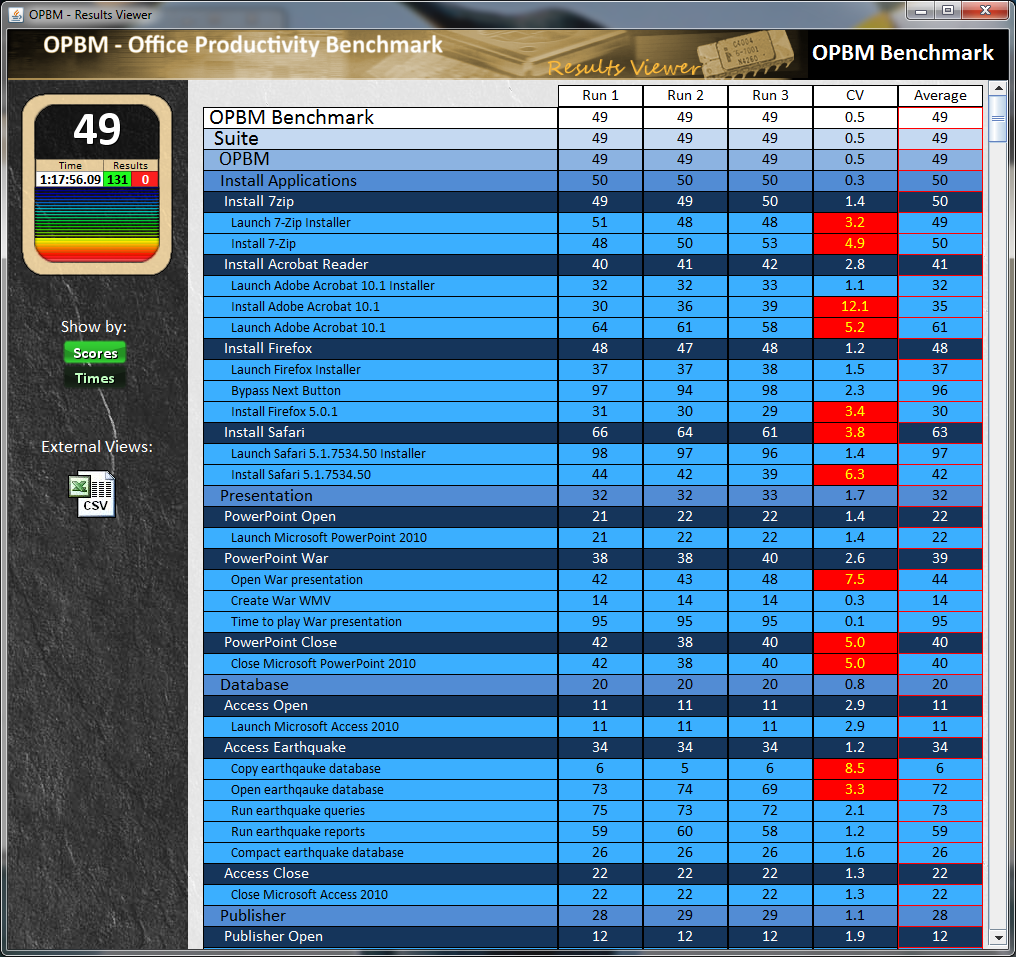 OPBM - Results Viewer
OPBM - Office Productivity Benchmark
Results Viewer
OPBM Benchmark
49
Time Results
1:17:56.09 131 0
Show by:
Scores
Times
External Views:
CSV
Run 1 Run 2 Run 3 CV Average
OPBM Benchmark 49 49 49 0.5 49
Suite 49 49 49 0.5 49
OPBM 49 49 49 0.5 49
Install Applications 50 50 50 0.3 50
Install 7zip 49 49 50 1.4 50
Launch 7-Zip Installer 51 48 48 3.2 49
Install 7-Zip 48 50 53 4.9 50
Install Acrobat Reader 40 41 42 2.8 41
Launch Adobe Acrobat 10.1 Installer 32 32 33 1.1 32
Install Adobe Acrobat 10.1 30 36 39 12.1 35
Launch Adobe Acrobat 10.1 64 61 58 5.2 61
Install Firefox 48 47 48 1.2 48
Launch Firefox Installer 37 37 38 1.5 37
Bypass Next Button 97 94 98 2.3 96
Install Firefox 5.0.1 31 30 29 3.4 30
Install Safari 66 64 61 3.8 63
Launch Safari 5.1.7534.50 Installer 98 97 96 1.4 97
Install Safari 5.1.7534.50 44 42 39 6.3 42
Presentation 32 32 33 1.7 32
PowerPoint Open 21 22 22 1.4 22
Launch Microsoft PowerPoint 2010 21 22 22 1.4 22
PowerPoint War 38 38 40 2.6 39
Open War presentation 42 43 48 7.5 44
Create War WMV 14 14 14 0.3 14
Time to play War presentation 95 95 95 0.1 95
PowerPoint Close 42 38 40 5.0 40
Close Microsoft PowerPoint 2010 42 38 40 5.0 40
Database 20 20 20 0.8 20
Access Open 11 11 11 2.9 11
Launch Microsoft Access 2010 11 11 11 2.9 11
Access Earthquake 34 34 34 1.2 34
Copy earthqauke database 6 5 6 8.5 6
Open earthqauke database 73 74 69 3.3 72
Run earthquake queries 75 73 72 2.1 73
Run earthquake reports 59 60 58 1.2 59
Compact earthquake database 26 26 26 1.6 26
Access Close 22 22 22 1.3 22
Close Microsoft Access 2010 22 22 22 1.3 22
Publisher 28 29 29 1.1 28
Publisher Open 12 12 12 1.9 12